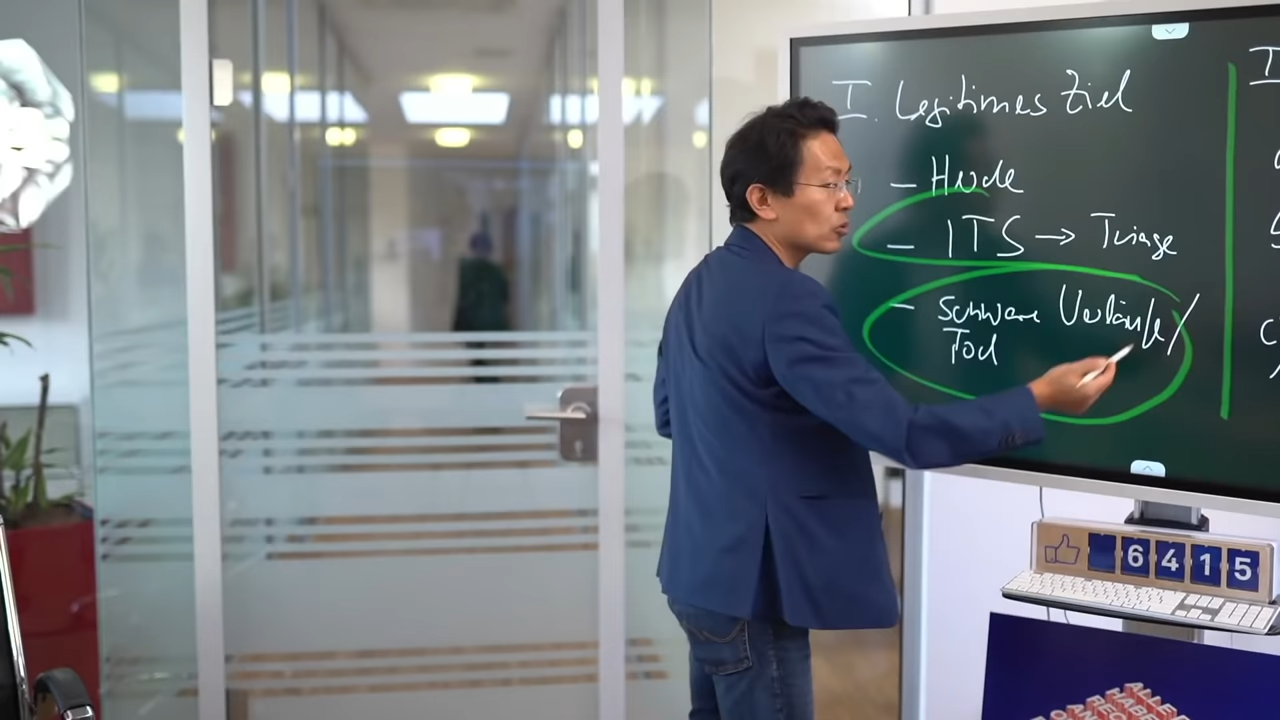 I. Legitimes Ziel
– Herde
– ITS → Triage
– schwere Verläufe/
Tod
6415